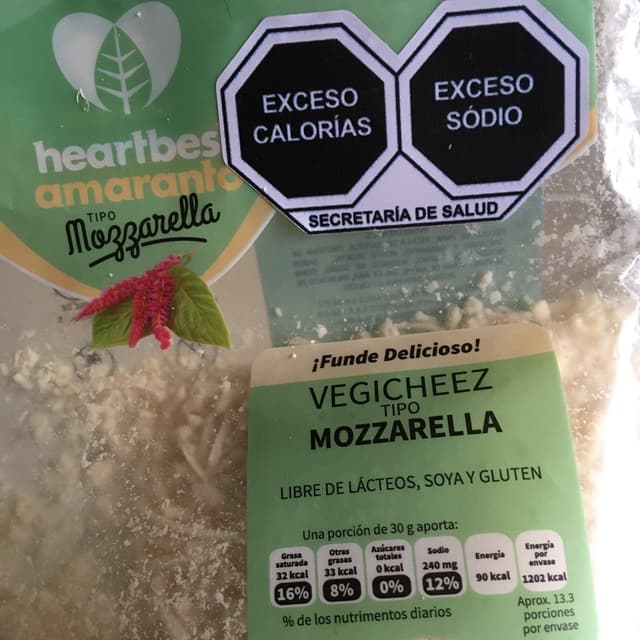 heartbes
amaranto
TIPO
Mozzarella
EXCESO
CALORÍAS
EXCESO
SÓDIO
SECRETARÍA DE SALUD
¡Funde Delicioso!
VEGICHEEZ
TIPO
MOZZARELLA
LIBRE DE LÁCTEOS, SOYA Y GLUTEN
Una porción de 30 g aporta:
Grasa
saturada
32 kcal
16%
Otras
grasas
33 kcal
8%
Azúcares
totales
0 kcal
0%
Sodio
240 mg
12%
Energía
90 kcal
Energía
por
envase
1202 kcal
% de los nutrimentos diarios
Aprox. 13.3
porciones
por envase